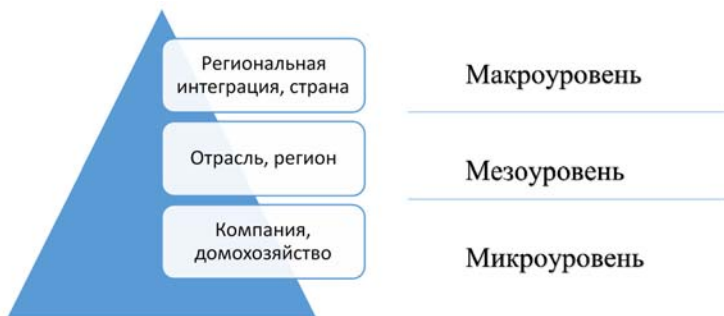 Региональная
интеграция, страна
Макроуровень
Отрасль, регион
Мезоуровень
Компания,
домохозяйство
Микроуровень